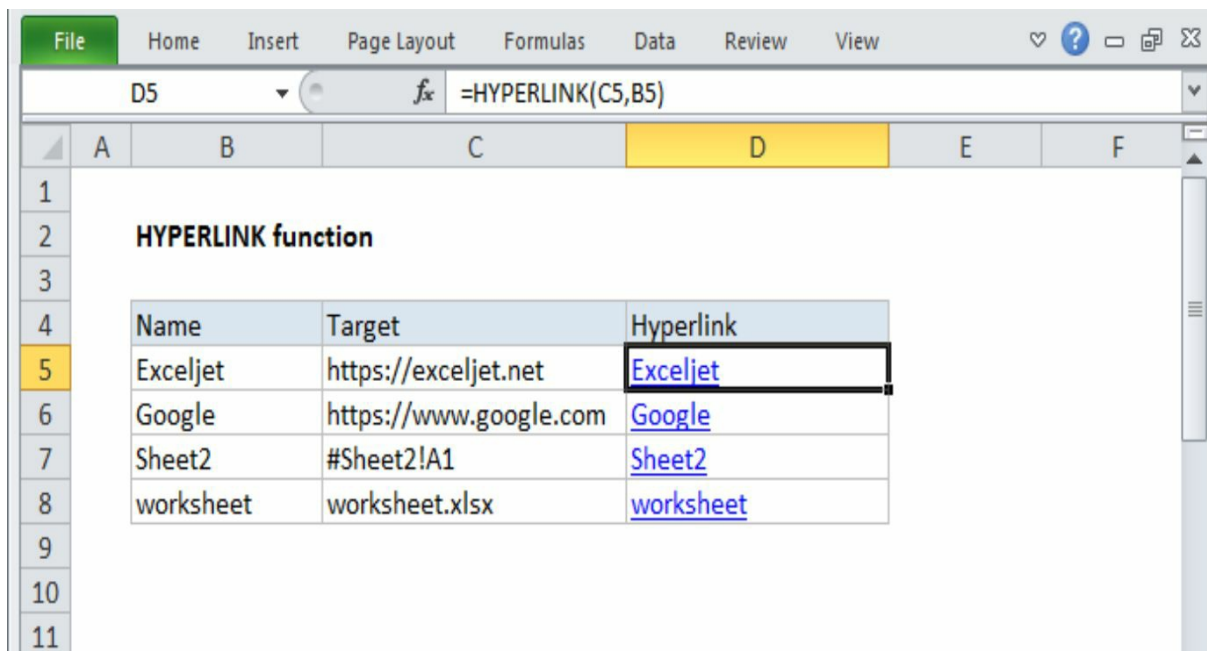 File Home Insert Page Layout Formulas Data Review View
D5 fx =HYPERLINK(C5,B5)
A B C D E F
1
2 HYPERLINK function
3
4 Name Target Hyperlink
5 Exceljet https://exceljet.net Exceljet
6 Google https://www.google.com Google
7 Sheet2 #Sheet2!A1 Sheet2
8 worksheet worksheet.xlsx worksheet
9
10
11